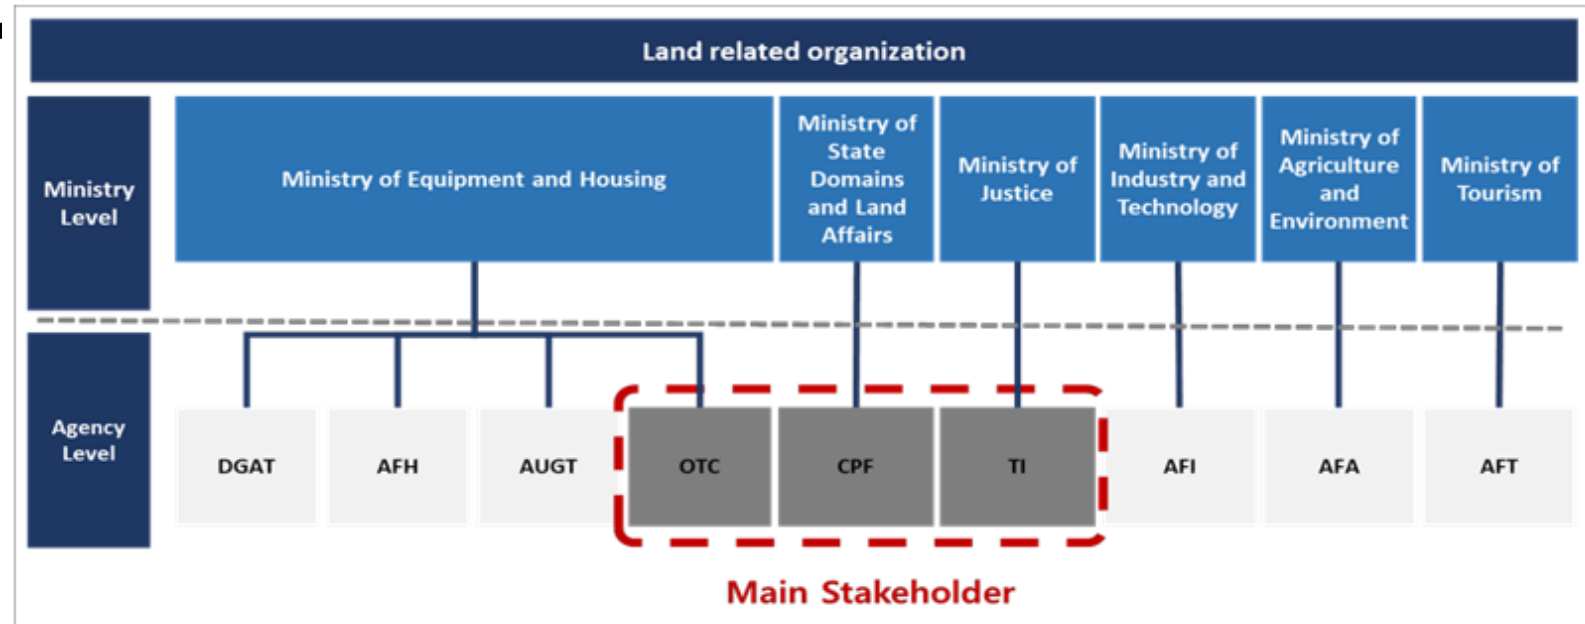 Land related organization
Ministry
Level
Ministry of Equipment and Housing
Ministry of
State
Domains
and Land
Affairs
Ministry of
Justice
Ministry of
Industry and
Technology
Ministry of
Agriculture
and
Environment
Ministry of
Tourism
Agency
Level
DGAT
AFH
AUGT
OTC
CPF
TI
AFI
AFA
AFT
Main Stakeholder